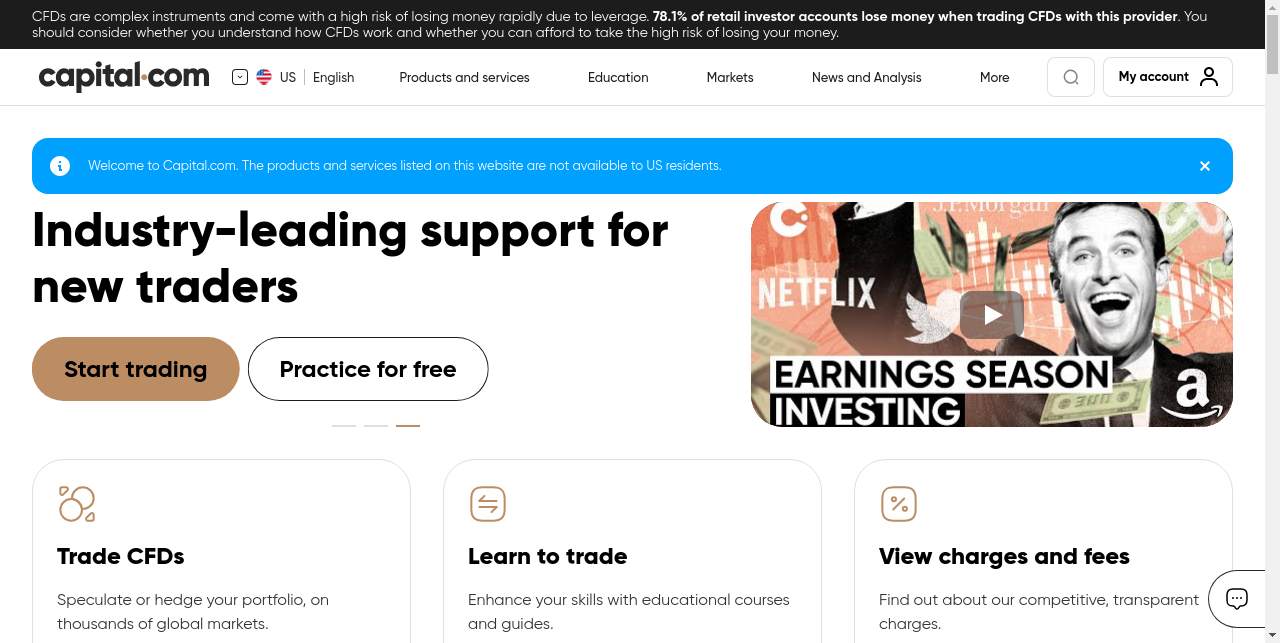 CFDs are complex instruments and come with a high risk of losing money rapidly due to leverage. 78.1% of retail investor accounts lose money when trading CFDs with this provider. You
should consider whether you understand how CFDs work and whether you can afford to take the high risk of losing your money.
capital.com
US
English
Products and services
Education
Markets
News and Analysis
More
My account
Welcome to Capital.com. The products and services listed on this website are not available to US residents.
Industry-leading support for
new traders
Start trading
Practice for free
J.P.Morgan
NETFLIX
EARNINGS SEASON
INVESTING
Trade CFDs
Speculate or hedge your portfolio, on
thousands of global markets.
Learn to trade
Enhance your skills with educational courses
and guides.
View charges and fees
Find out about our competitive, transparent
charges.